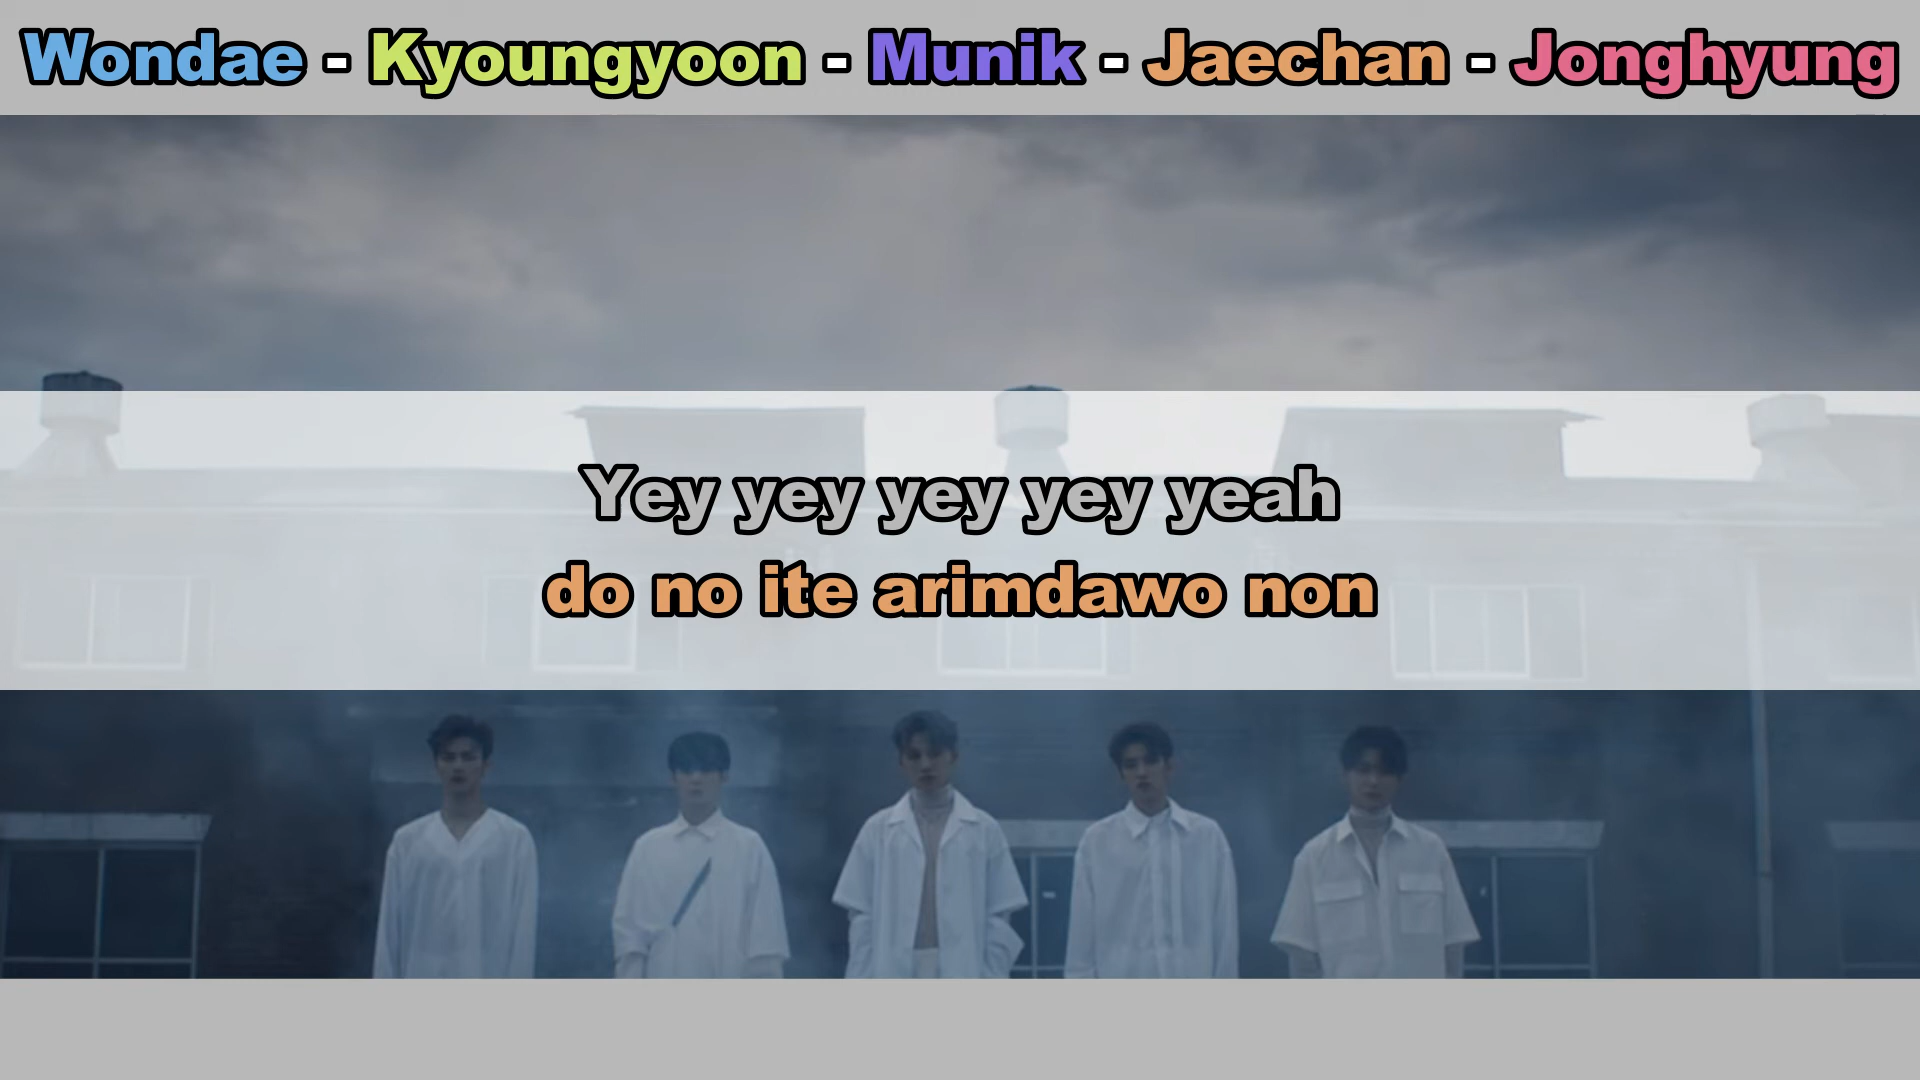 Wondae - Kyoungyoon - Munik - Jaechan - Jonghyung
Yey yey yey yey yeah
do no ite arimdawo non